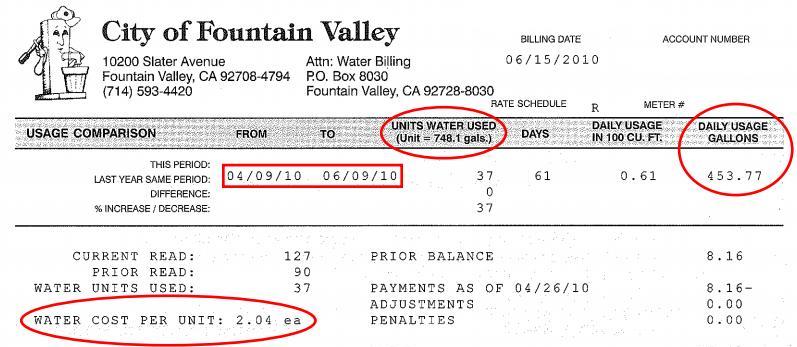 City of Fountain Valley
10200 Slater Avenue
Fountain Valley, CA 92708-4794
(714) 593-4420
Attn: Water Billing
P.O. Box 8030
Fountain Valley, CA 92728-8030
BILLING DATE
06/15/2010
ACCOUNT NUMBER
RATE SCHEDULE R METER #
USAGE COMPARISON FROM TO UNITS WATER USED (Unit = 748.1 gals.) DAYS DAILY USAGE IN 100 CU. FT. DAILY USAGE GALLONS
THIS PERIOD:
LAST YEAR SAME PERIOD: 04/09/10 06/09/10 37 61 0.61 453.77
DIFFERENCE: 0
% INCREASE / DECREASE: 37
CURRENT READ: 127 PRIOR BALANCE 8.16
PRIOR READ: 90
WATER UNITS USED: 37 PAYMENTS AS OF 04/26/10 8.16-
ADJUSTMENTS 0.00
WATER COST PER UNIT: 2.04 ea PENALTIES 0.00